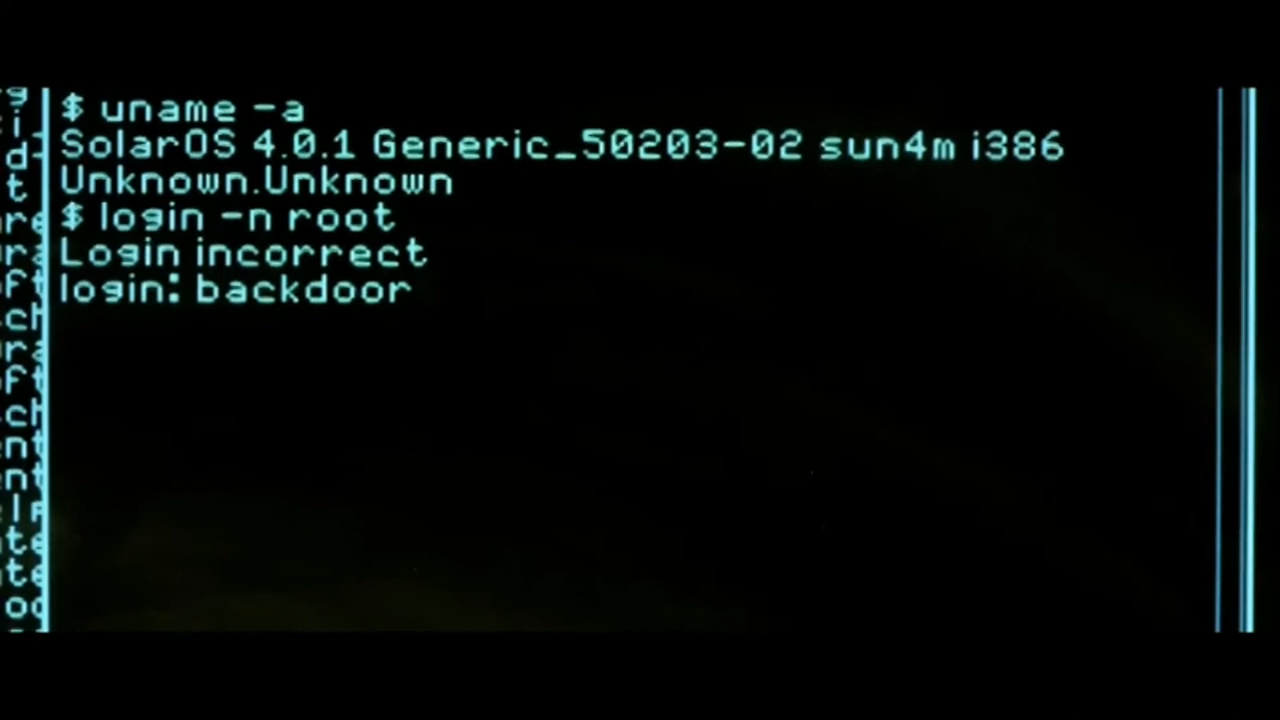 $ uname -a
SolarOS 4.0.1 Generic_50203-02 sun4m i386
Unknown.Unknown
$ login -n root
Login incorrect
login: backdoor